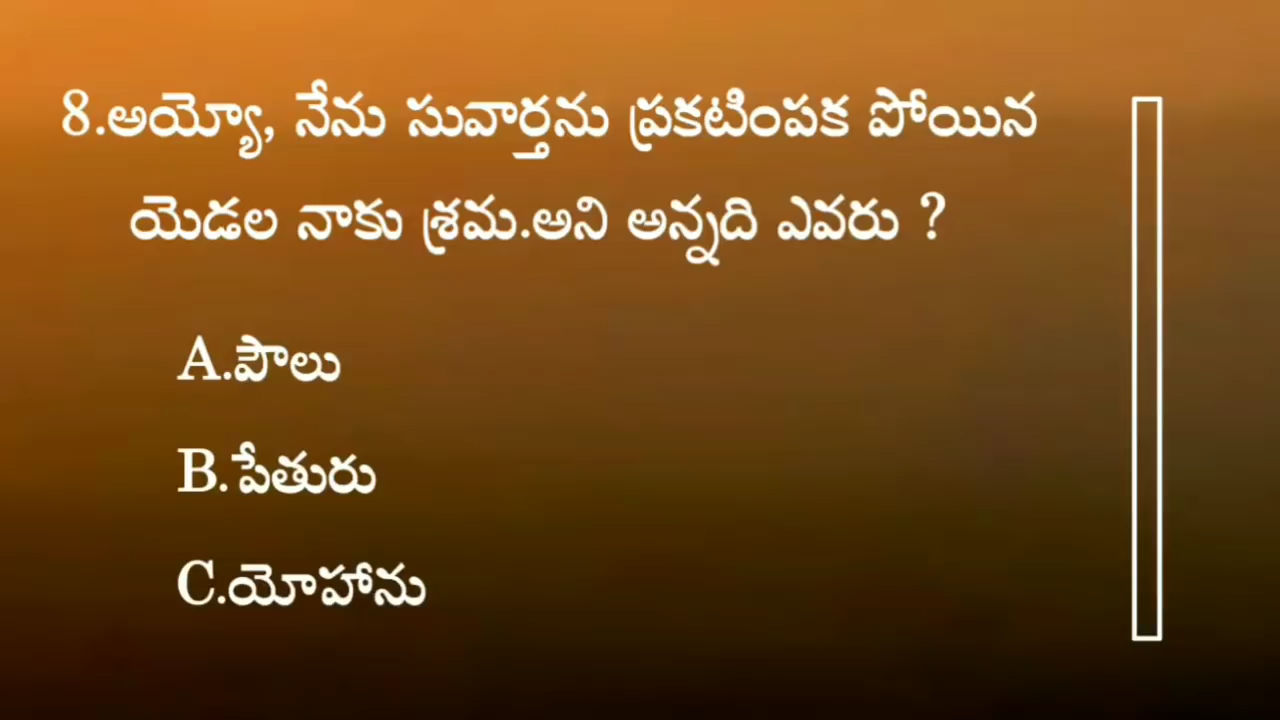 8.అయ్యో, నేను సువార్తను ప్రకటింపక పోయిన
యెడల నాకు శ్రమ.అని అన్నది ఎవరు ?
A.పౌలు
B.పేతురు
C.యోహాను